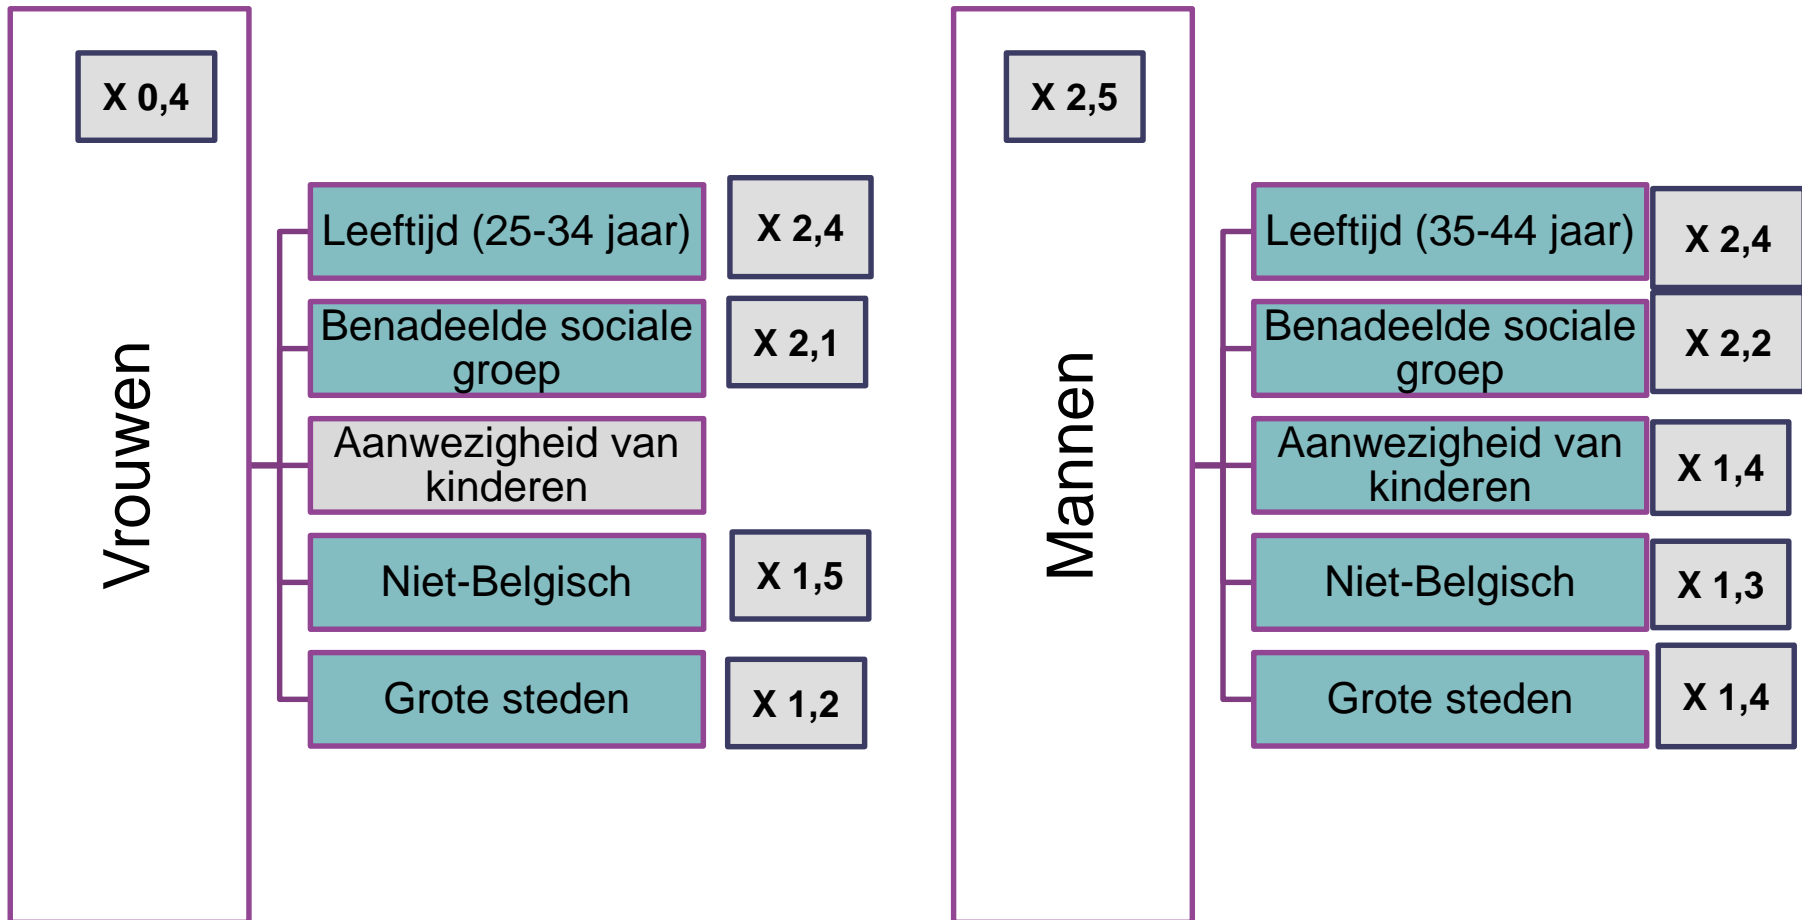 X 0,4
Vrouwen
Leeftijd (25-34 jaar)
X 2,4
Benadeelde sociale
groep
X 2,1
Aanwezigheid van
kinderen
Niet-Belgisch
X 1,5
Grote steden
X 1,2
X 2,5
Mannen
Leeftijd (35-44 jaar)
X 2,4
Benadeelde sociale
groep
X 2,2
Aanwezigheid van
kinderen
X 1,4
Niet-Belgisch
X 1,3
Grote steden
X 1,4